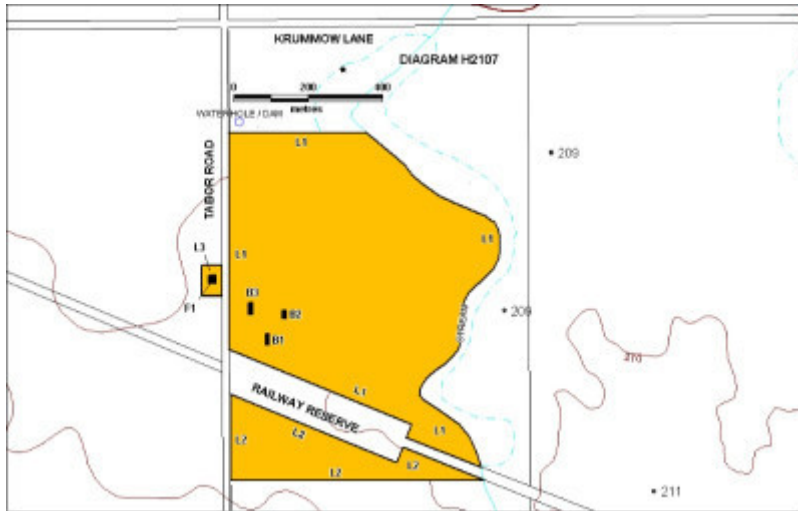 KRUMMOW LANE
DIAGRAM H2107
0 200 400
metres
WATERHOLE / DAM
L1
TABOR ROAD
209
L3
L1
L1
F1
B3
B2
B1
STREAM
209
210
L1
RAILWAY RESERVE
L1
L2
L2
L2
L2
211